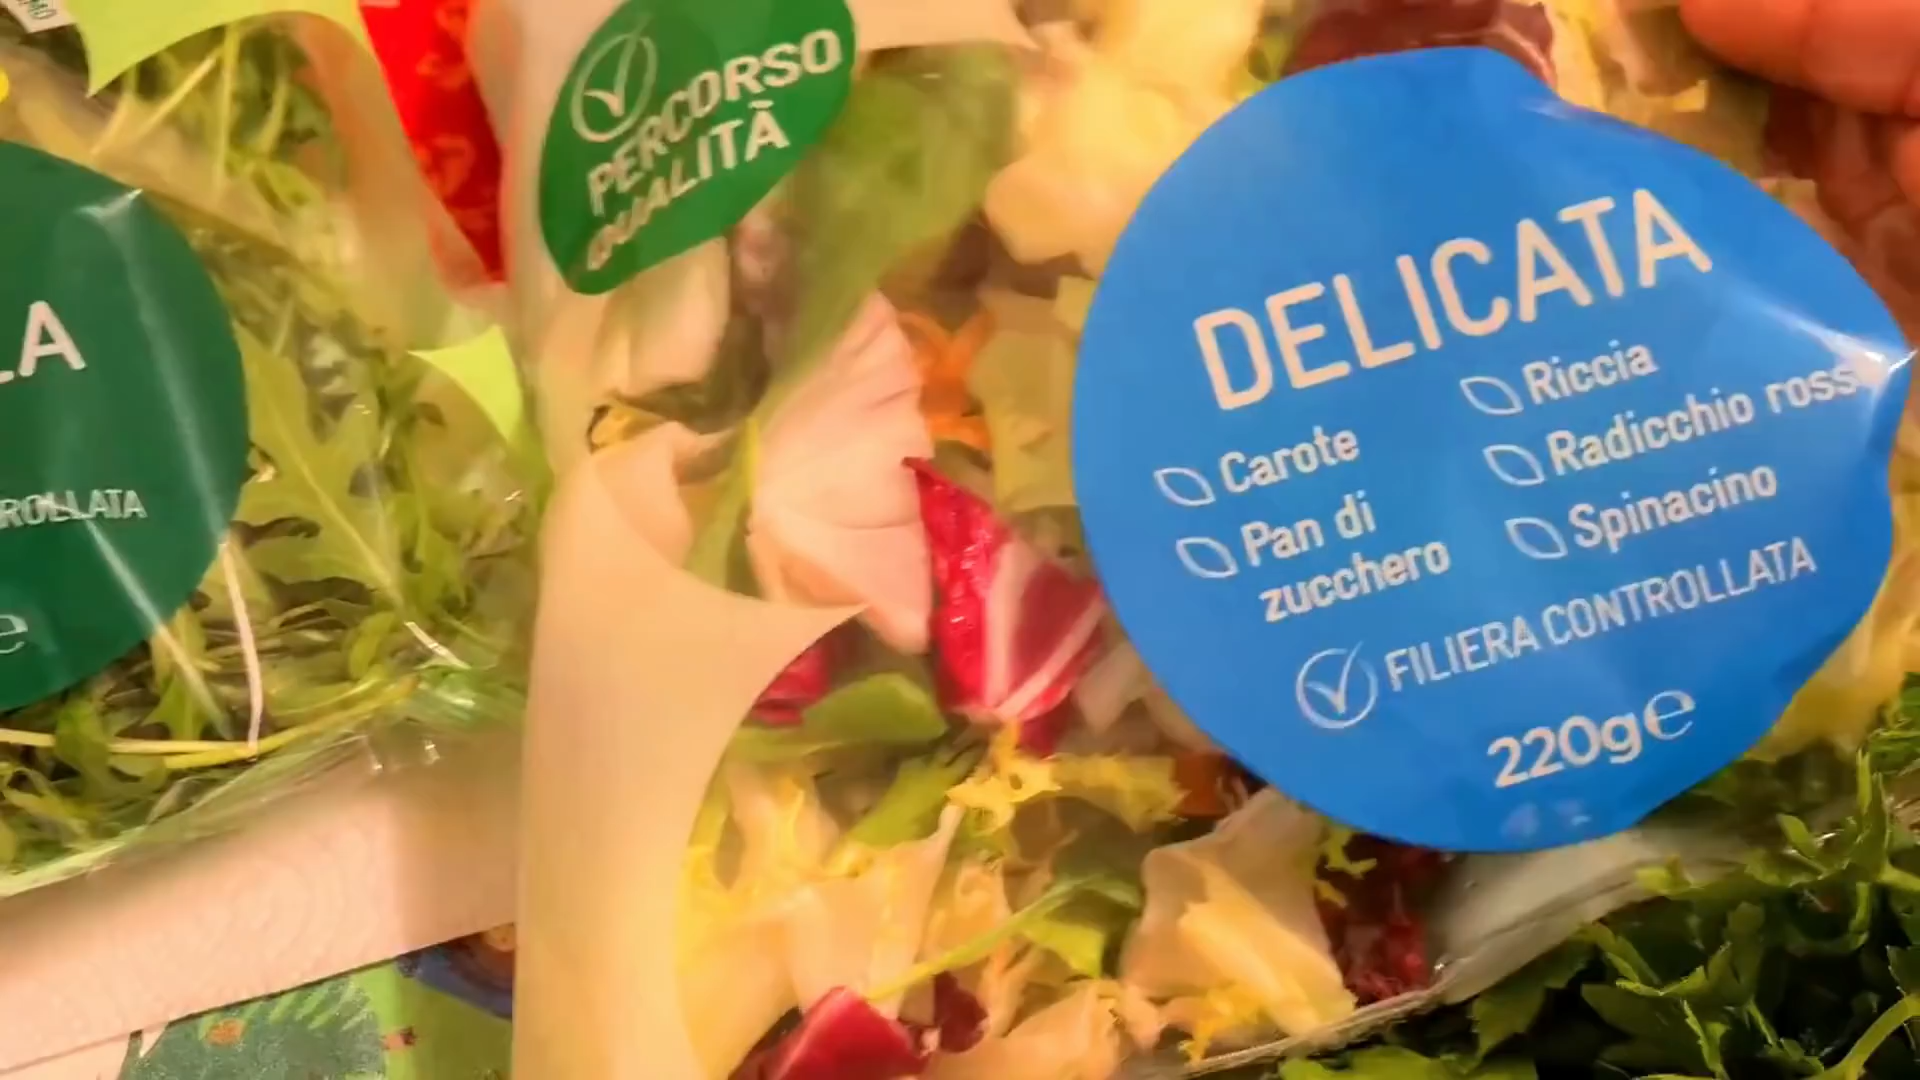 PERCORSO
QUALITÀ
DELICATA
Carote
Pan di
zucchero
Riccia
Radicchio ross
Spinacino
FILIERA CONTROLLATA
220g e
LA
ROLLATA
e